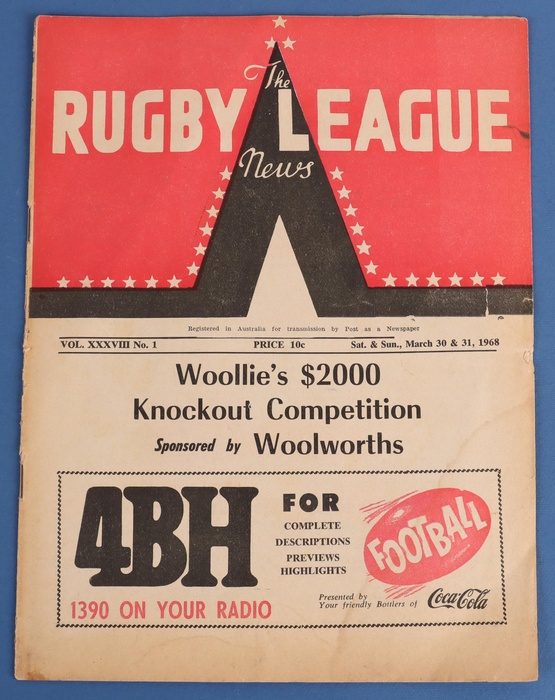 The
RUGBY LEAGUE
News
Registered in Australia for transmission by Post as a Newspaper
VOL. XXXVIII No. 1 PRICE 10c Sat. & Sun., March 30 & 31, 1968
Woollie's $2000
Knockout Competition
Sponsored by Woolworths
4BH
1390 ON YOUR RADIO
FOR
COMPLETE
DESCRIPTIONS
PREVIEWS
HIGHLIGHTS
FOOTBALL
Presented by
Your friendly Bottlers of Coca-Cola